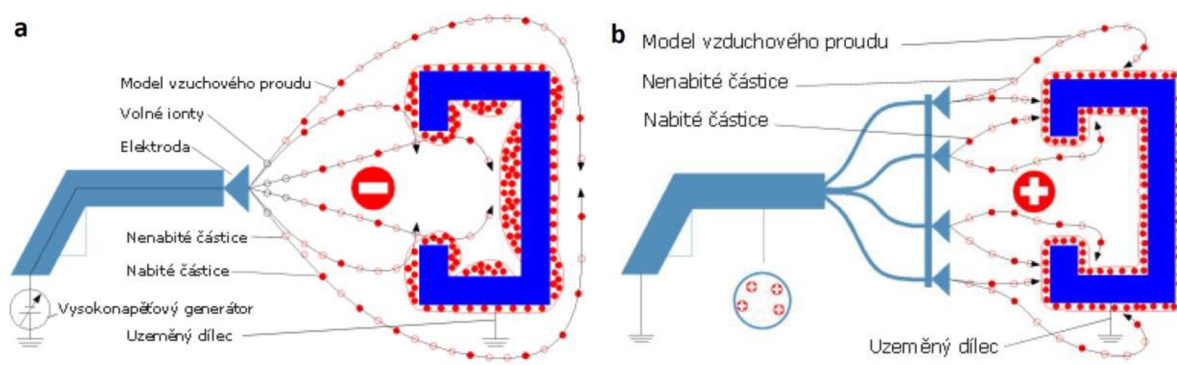 a
Model vzuchového proudu
Volné ionty
Elektroda
Nenabité částice
Nabité částice
Vysokonapěťový generátor
Uzeměný dílec
b
Model vzduchového proudu
Nenabité částice
Nabité částice
Uzeměný dílec